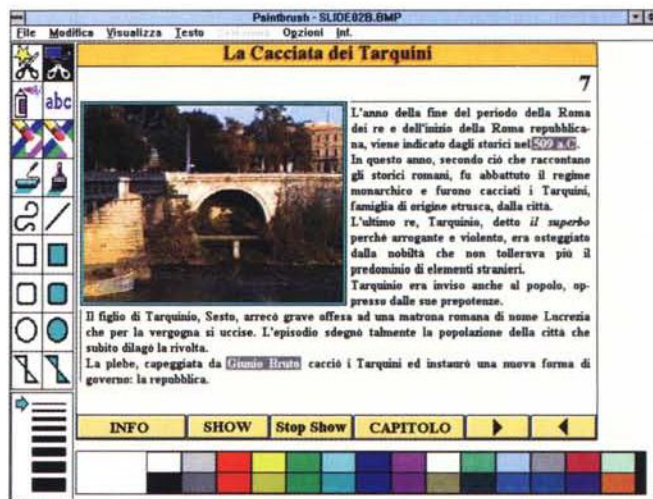 Paintbrush - SLIDE02B.BMP
File Modifica Visualizza Testo Opzioni Inf.
abc
La Cacciata dei Tarquini
7
L'anno della fine del periodo della Roma
dei re e dell'inizio della Roma repubblica-
na, viene indicato dagli storici nel 509 a.C.
In questo anno, secondo ciò che raccontano
gli storici romani, fu abbattuto il regime
monarchico e furono cacciati i Tarquini,
famiglia di origine etrusca, dalla città.
L'ultimo re, Tarquinio, detto il superbo
perché arrogante e violento, era osteggiato
dalla nobiltà che non tollerava più il
predominio di elementi stranieri.
Tarquinio era inviso anche al popolo, op-
presso dalle sue prepotenze.
Il figlio di Tarquinio, Sesto, arrecò grave offesa ad una matrona romana di nome Lucrezia
che per la vergogna si uccise. L'episodio sdegnò talmente la popolazione della città che
subito dilagò la rivolta.
La plebe, capeggiata da Giunio Bruto cacciò i Tarquini ed instaurò una nuova forma di
governo: la repubblica.
INFO SHOW Stop Show CAPITOLO